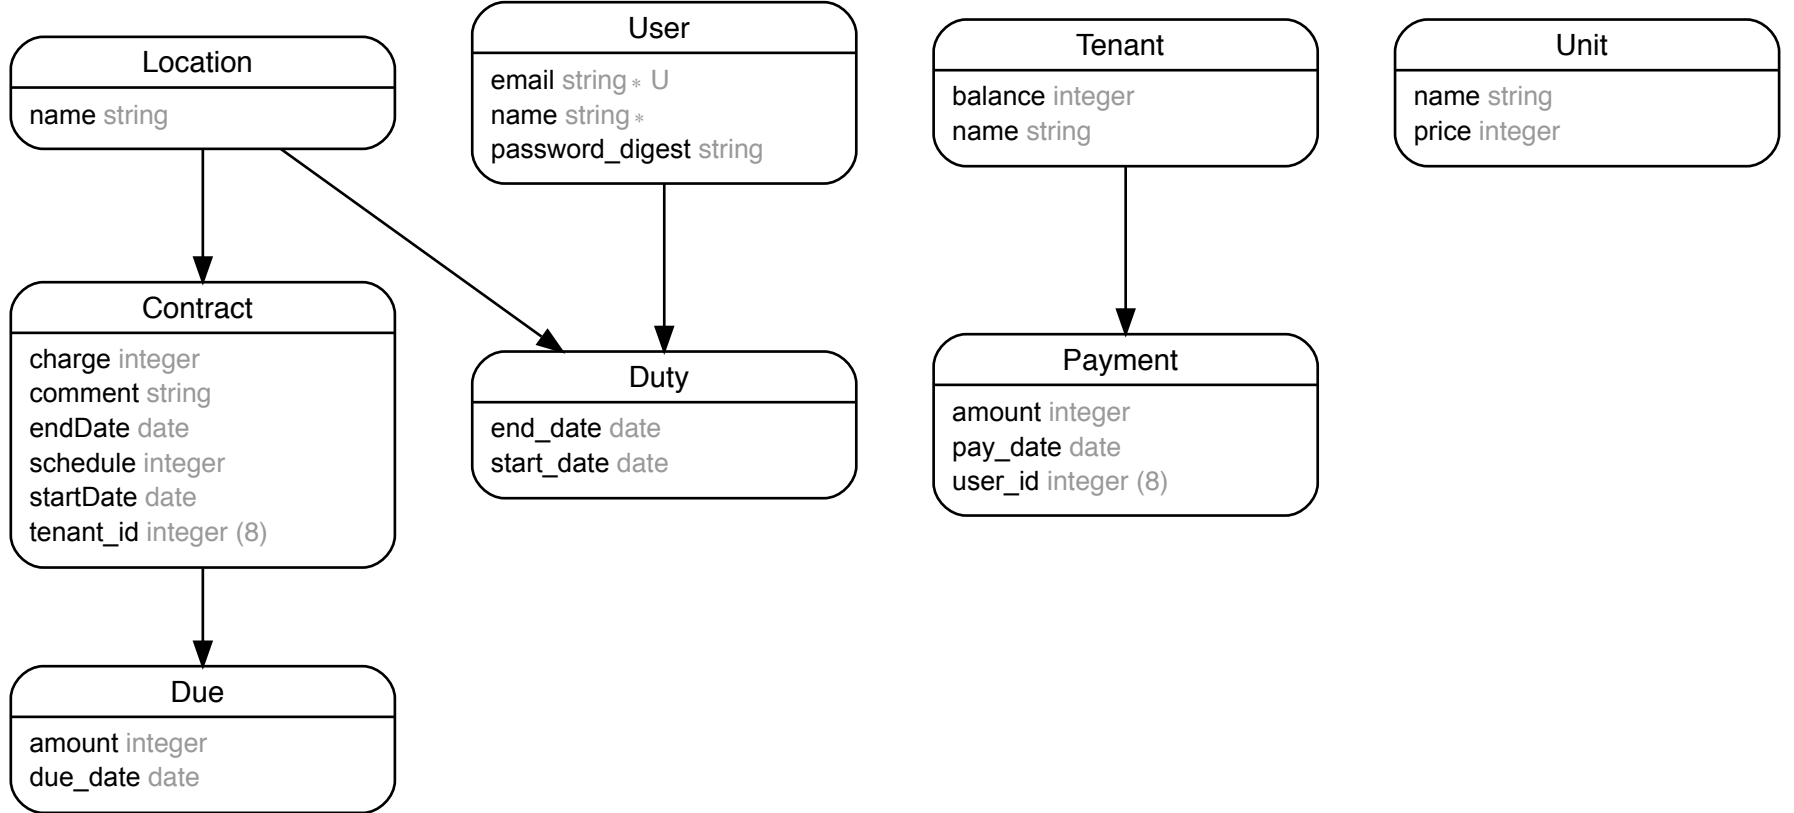 Location
name string
User
email string* U
name string*
password_digest string
Tenant
balance integer
name string
Unit
name string
price integer
Contract
charge integer
comment string
endDate date
schedule integer
startDate date
tenant_id integer (8)
Duty
end_date date
start_date date
Payment
amount integer
pay_date date
user_id integer (8)
Due
amount integer
due_date date